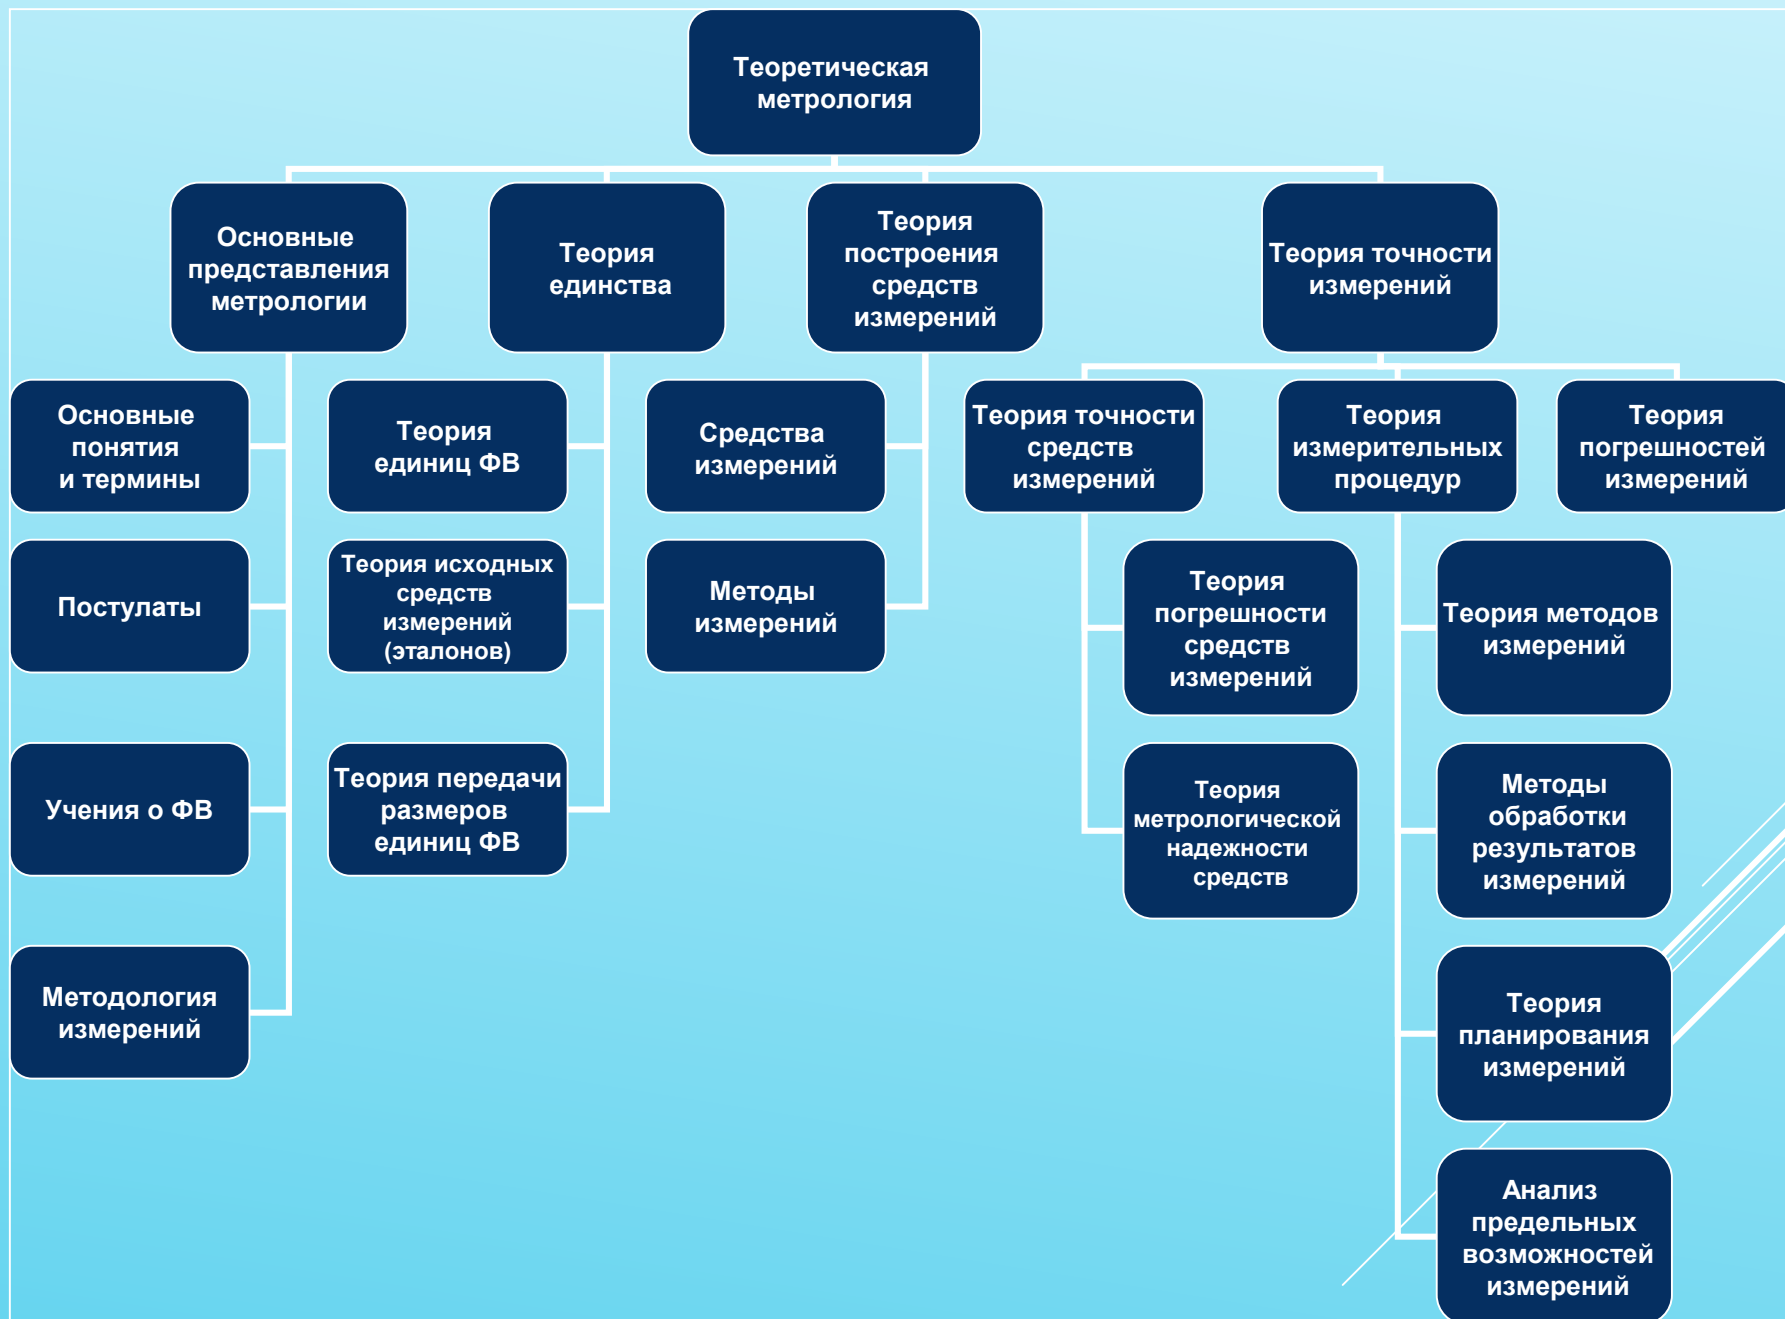 Теоретическая
метрология
Основные
представления
метрологии
Теория
единства
Теория
построения
средств
измерений
Теория точности
измерений
Основные
понятия
и термины
Теория
единиц ФВ
Средства
измерений
Теория точности
средств
измерений
Теория
измерительных
процедур
Теория
погрешностей
измерений
Постулаты
Теория исходных
средств
измерений
(эталонов)
Методы
измерений
Теория
погрешности
средств
измерений
Теория методов
измерений
Учения о ФВ
Теория передачи
размеров
единиц ФВ
Теория
метрологической
надежности
средств
Методы
обработки
результатов
измерений
Методология
измерений
Теория
планирования
измерений
Анализ
предельных
возможностей
измерений